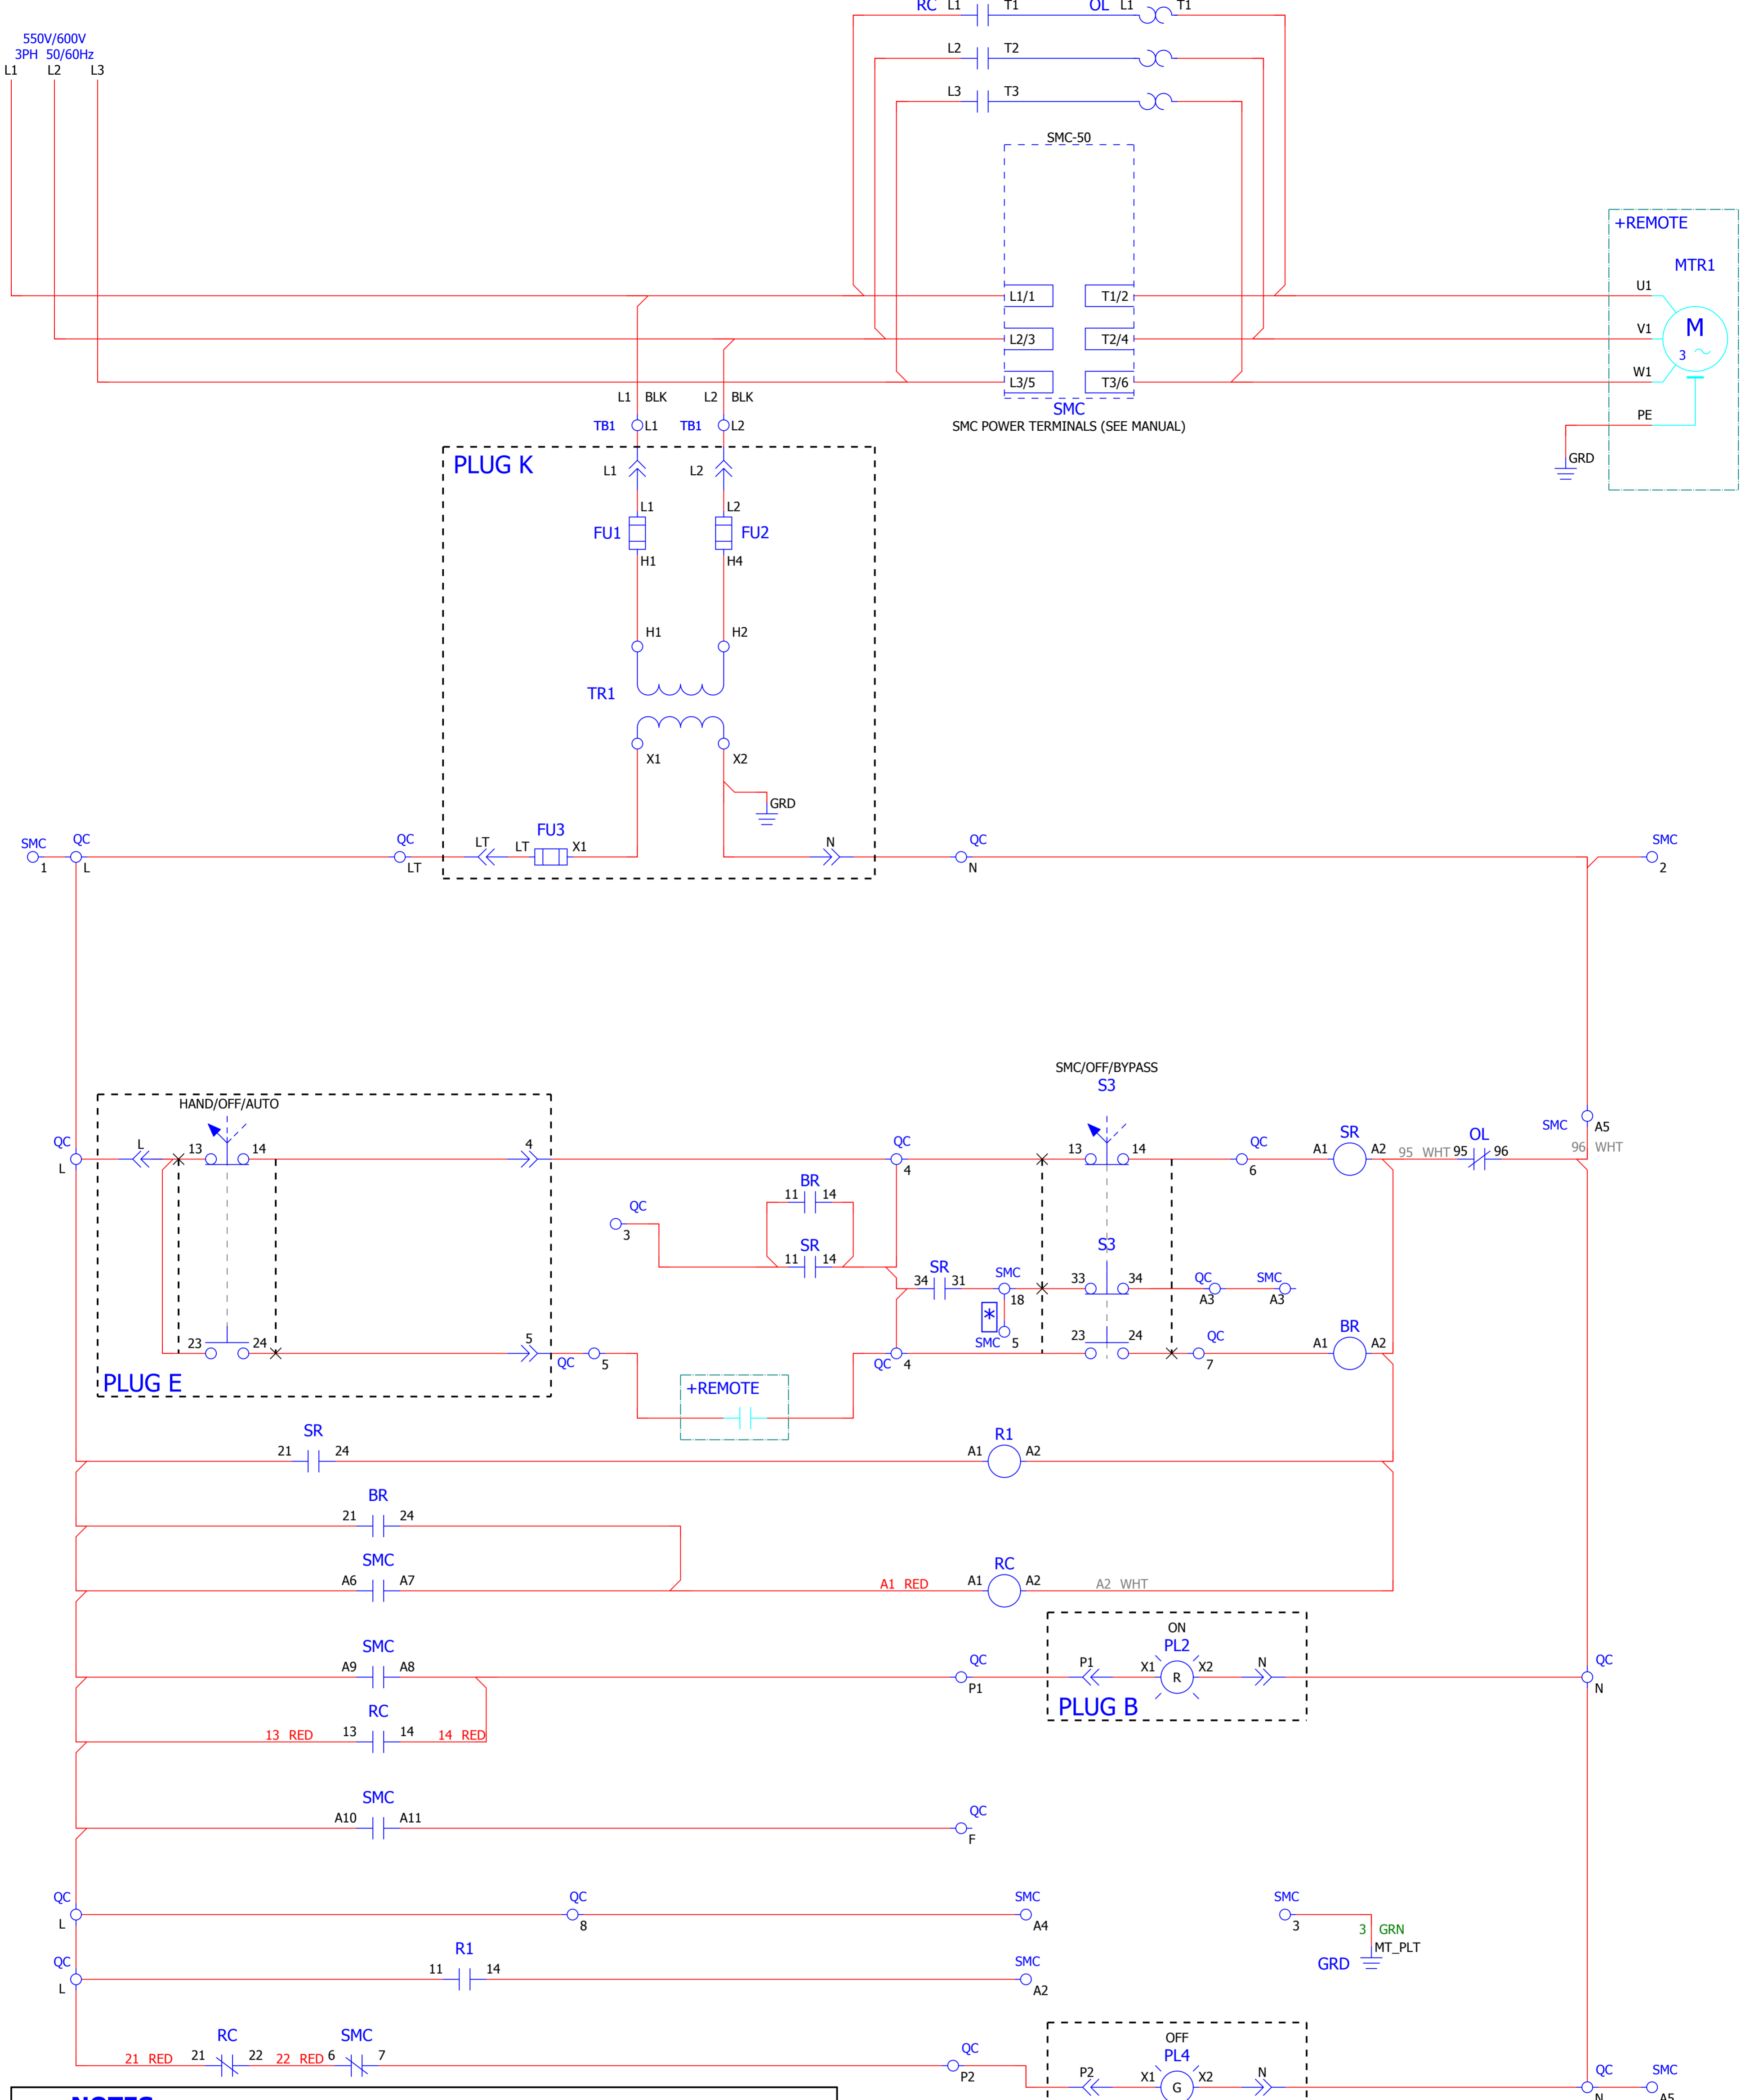 RC L1 T1 OL L1 T1
550V/600V
3PH 50/60Hz
L1 L2 L3
L2 T2
L3 T3
SMC-50
+REMOTE
MTR1
L1/1 T1/2 U1
M
3
L2/3 T2/4 V1
L3/5 T3/6 W1
SMC
SMC POWER TERMINALS (SEE MANUAL)
PE
GRD
L1 BLK L2 BLK
TB1 L1 TB1 L2
PLUG K
L1 L2
L1 L2
FU1 FU2
H1 H4
H1 H2
TR1
X1 X2
GRD
SMC QC QC LT LT FU3 X1 N QC SMC
1 L LT N 2
SMC/OFF/BYPASS
S3
HAND/OFF/AUTO
QC L 13 14 4 QC 13 14 QC A1 SR A2 95 WHT 95 OL 96 96 WHT
SMC A5
L 4 6
BR
11 14
QC
3
SR
11 14
S3
SR
34 31 SMC 33 34 QC SMC
18 A3 A3
*
SMC 5
23 24 5 QC 5 QC 4 23 24 QC 7 A1 BR A2
PLUG E
+REMOTE
SR
21 24
R1
A1 A2
BR
21 24
SMC
A6 A7
A1 RED
RC
A1 A2
A2 WHT
ON
SMC
A9 A8
QC
P1
P1 X1 PL2 X2 N
R
QC
N
PLUG B
RC
13 RED 13 14 14 RED
SMC
A10 A11
QC
F
QC QC SMC SMC
L 8 A4 3
3 GRN
MT_PLT
GRD
QC R1 SMC
L 11 14 A2
OFF
RC SMC
21 RED 21 22 22 RED 6 7
QC
P2
P2 X1 PL4 X2 N
G
QC SMC
N A5
NOTES